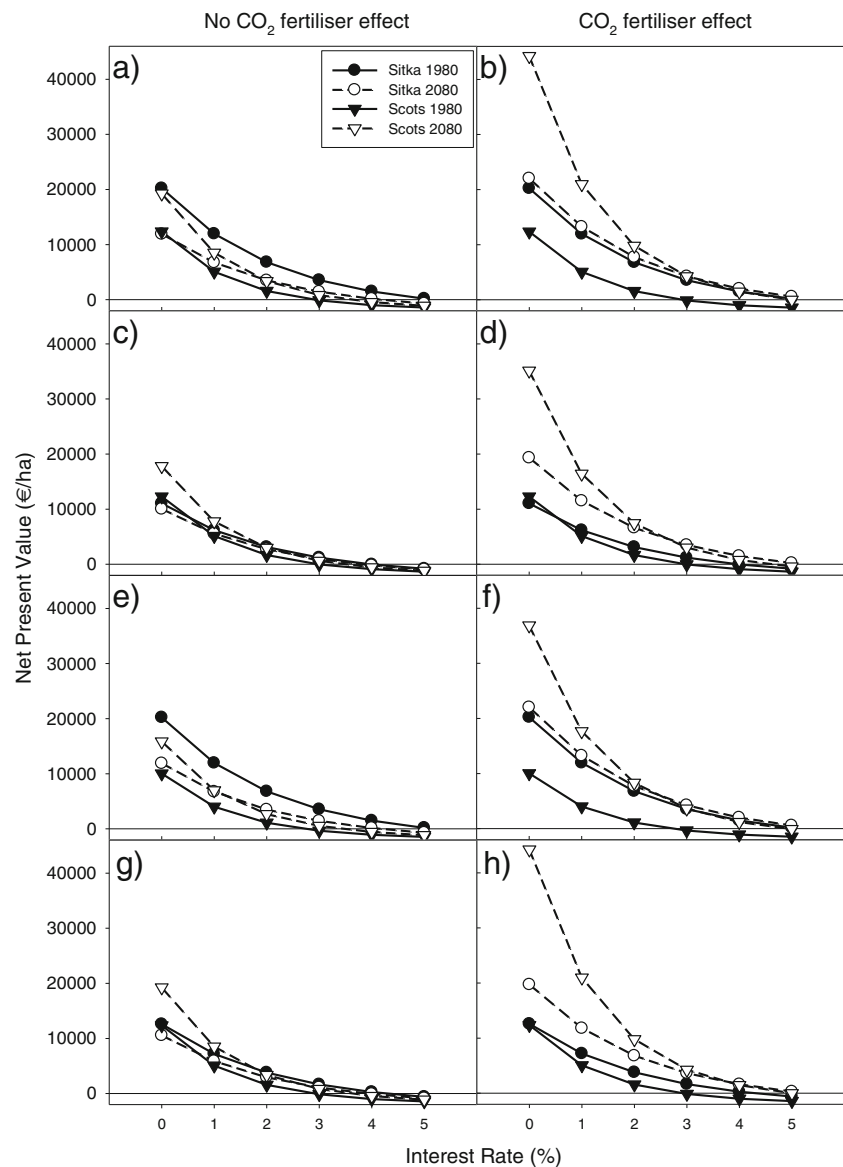 No CO2 fertiliser effect
CO2 fertiliser effect
a)
Sitka 1980
Sitka 2080
Scots 1980
Scots 2080
b)
40000
30000
20000
10000
0
c)
d)
40000
30000
20000
10000
0
e)
f)
40000
30000
20000
10000
0
g)
h)
40000
30000
20000
10000
0
Net Present Value (€/ha)
0 1 2 3 4 5
0 1 2 3 4 5
Interest Rate (%)